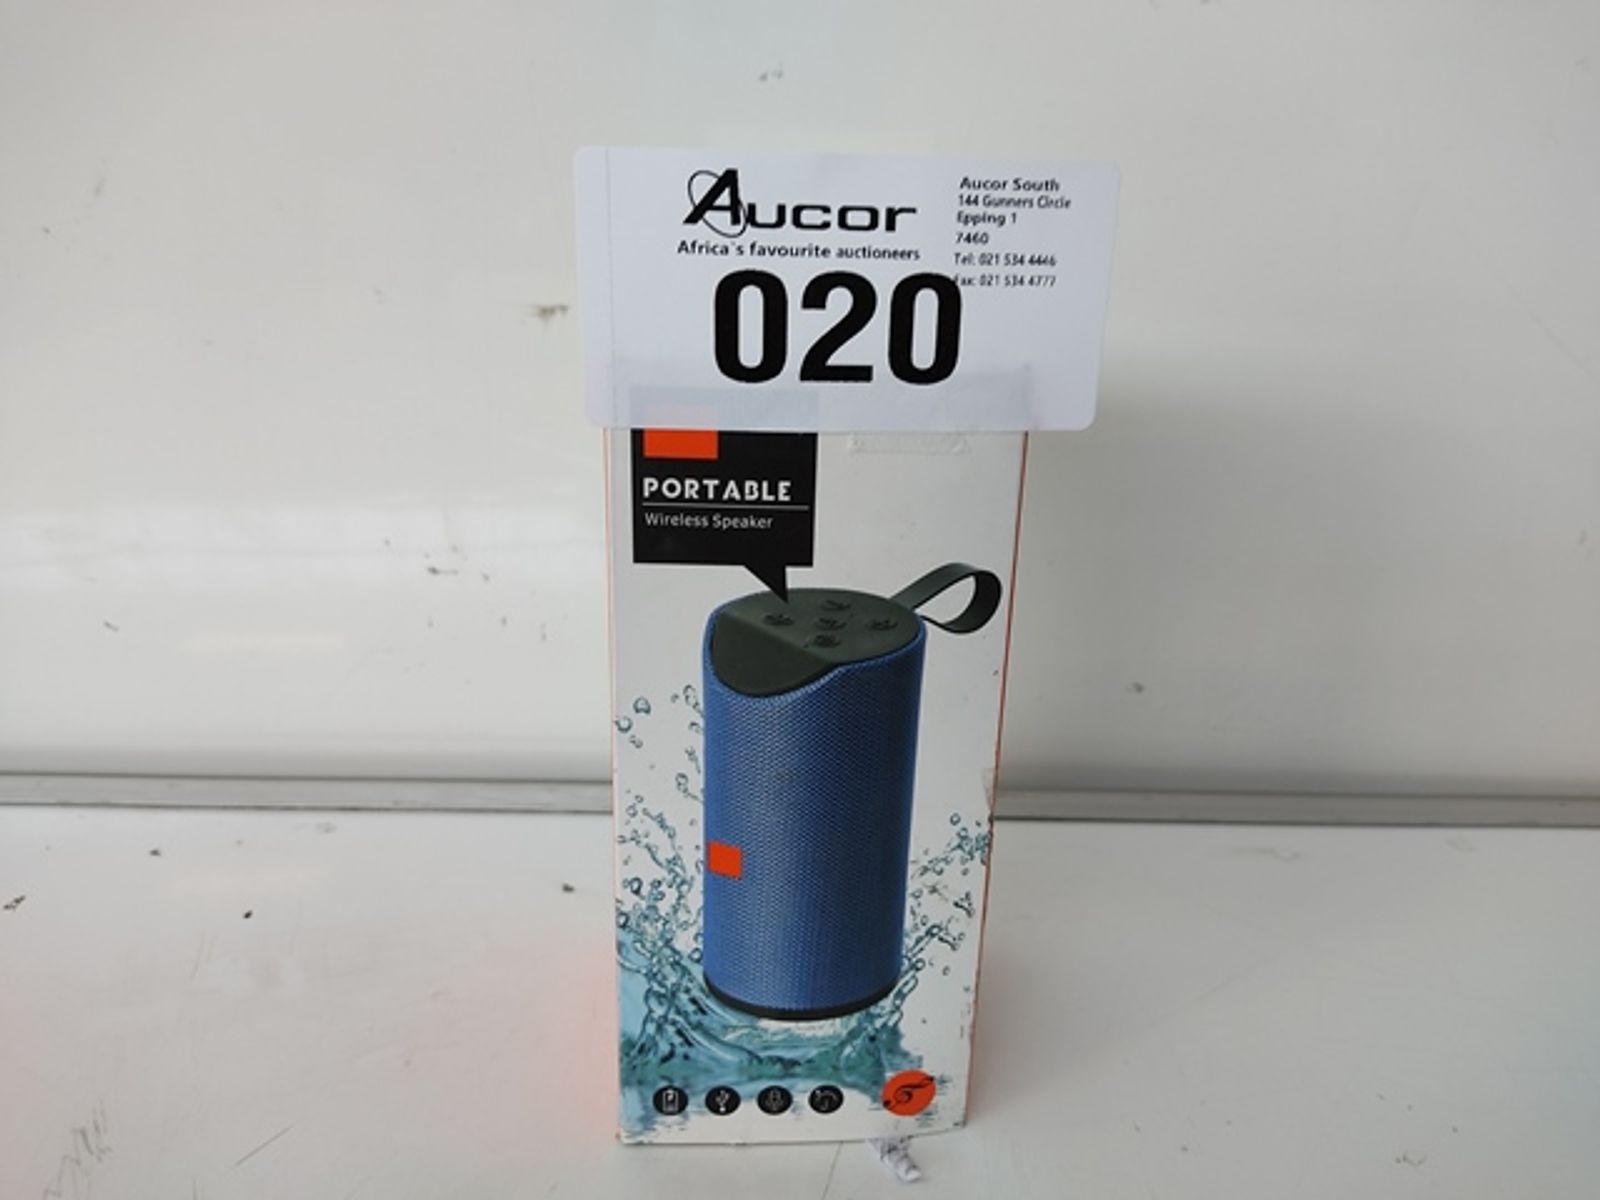 Aucor
Africa's favourite auctioneers
Aucor South
144 Gunners Circle
Epping 1
7460
Tel: 021 534 4446
Fax: 021 534 4777
020
PORTABLE
Wireless Speaker